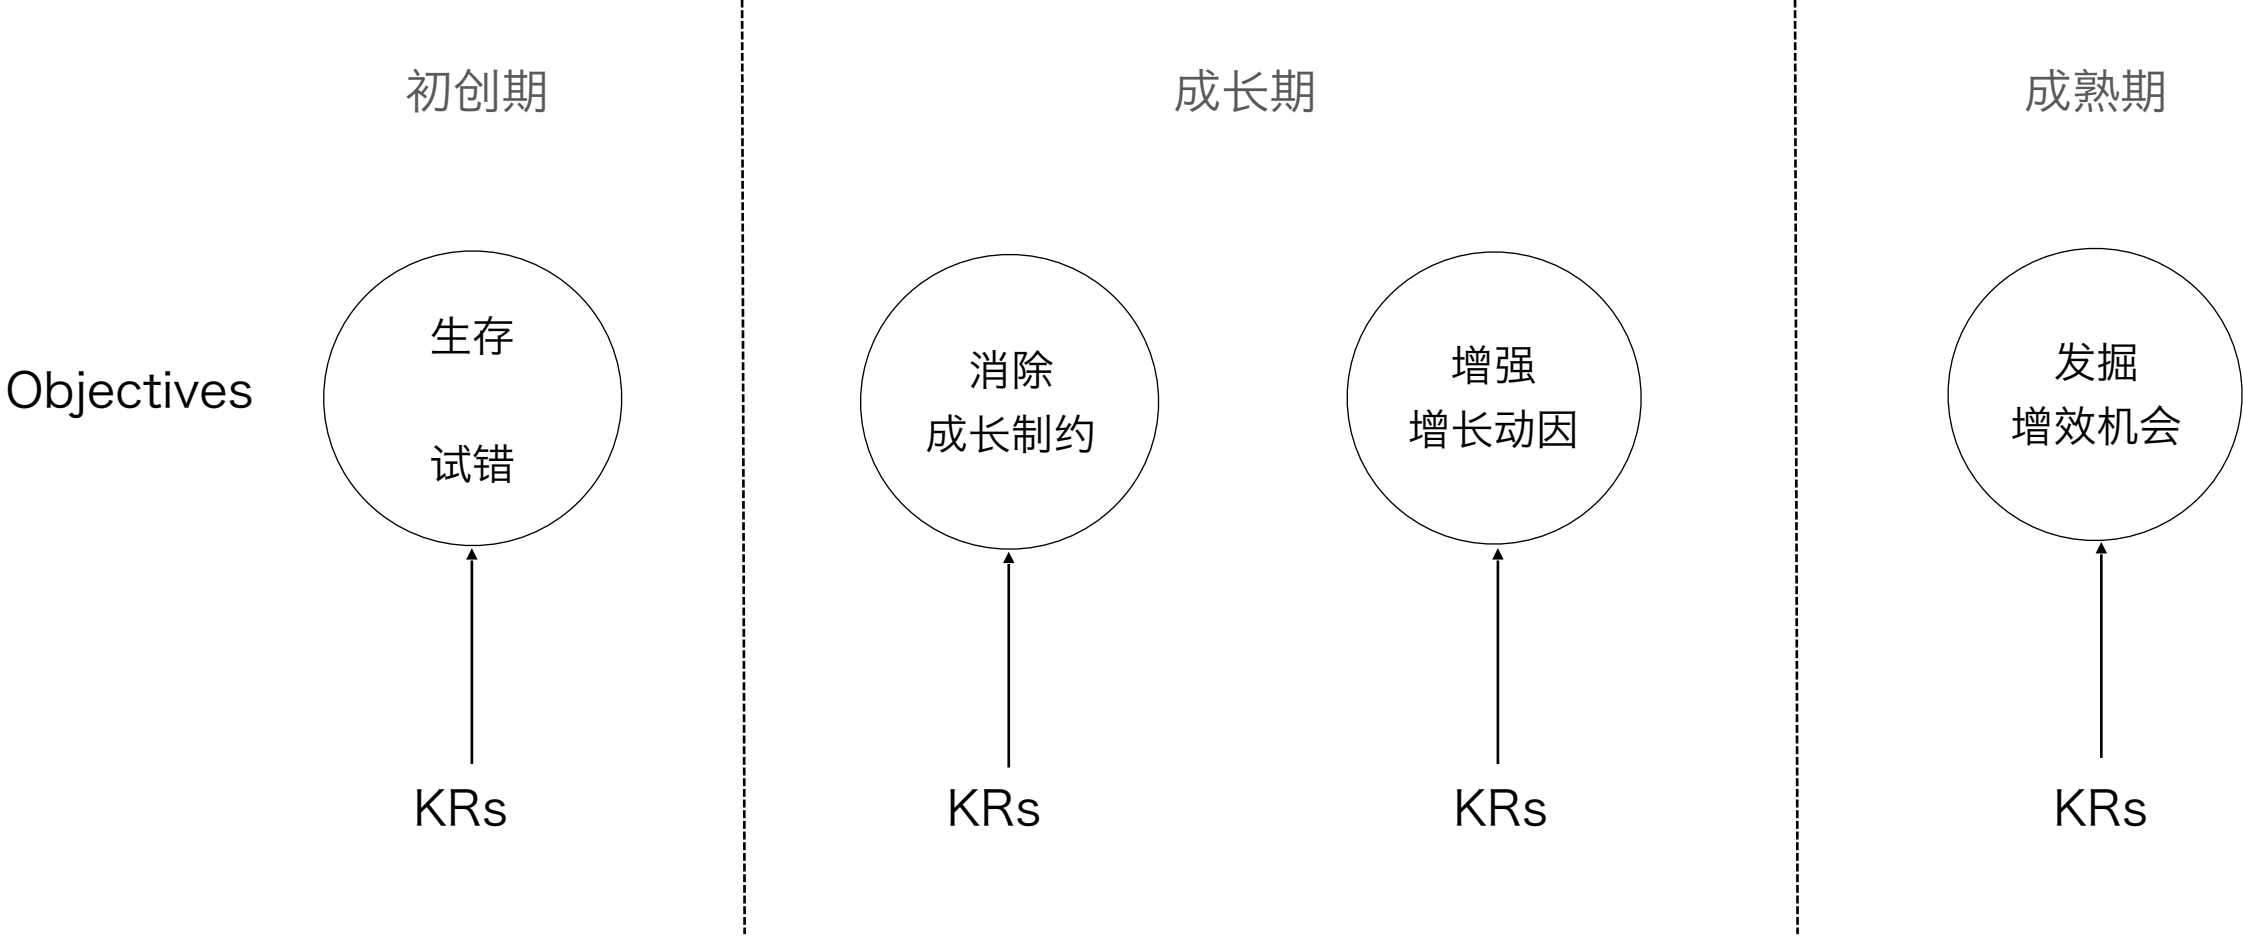 初创期
成长期
成熟期
Objectives
生存
试错
消除
成长制约
增强
增长动因
发掘
增效机会
KRs
KRs
KRs
KRs